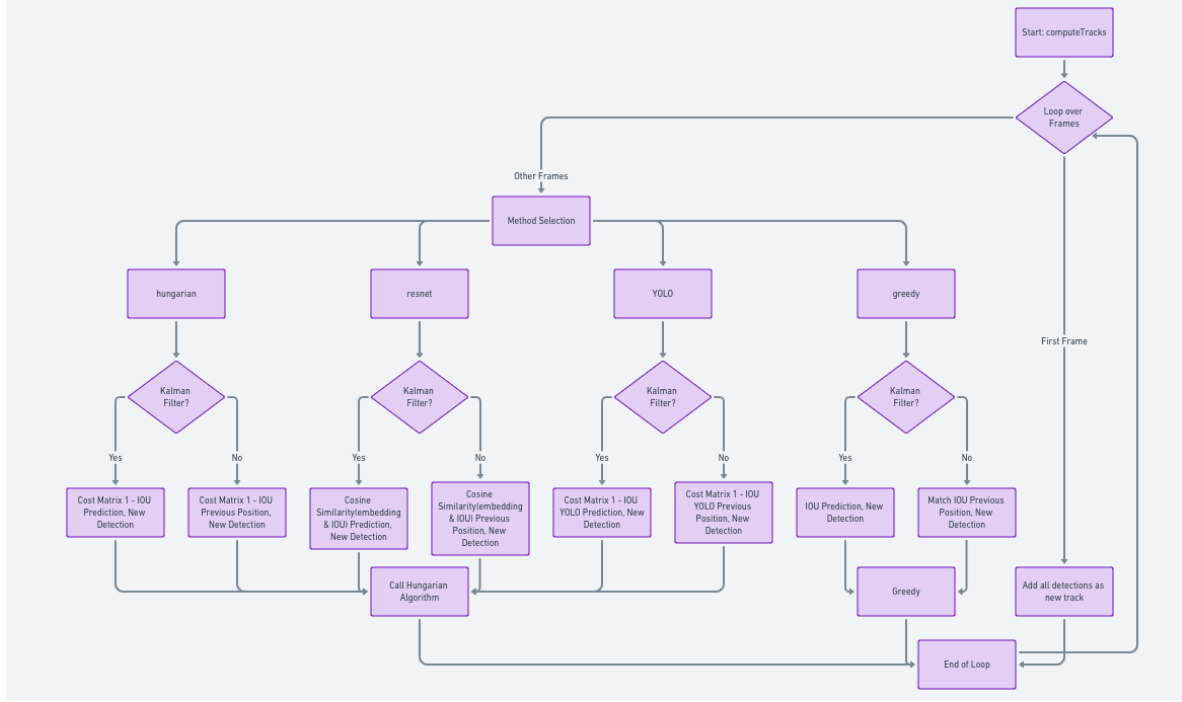 Start: computeTracks
Loop over
Frames
Other Frames
Method Selection
hungarian
resnet
YOLO
greedy
First Frame
Kalman
Filter?
Kalman
Filter?
Kalman
Filter?
Kalman
Filter?
Yes
No
Yes
No
Yes
No
Yes
No
Cost Matrix 1 - IOU
Prediction, New
Detection
Cost Matrix 1 - IOU
Previous Position,
New Detection
Cosine
Similarity(embedding
& IOU) Prediction,
New Detection
Cosine
Similarity(embedding
& IOU) Previous
Position, New
Detection
Cost Matrix 1 - IOU
YOLO Prediction, New
Detection
Cost Matrix 1 - IOU
YOLO Previous
Position, New
Detection
IOU Prediction, New
Detection
Match IOU Previous
Position, New
Detection
Call Hungarian
Algorithm
Greedy
Add all detections as
new track
End of Loop